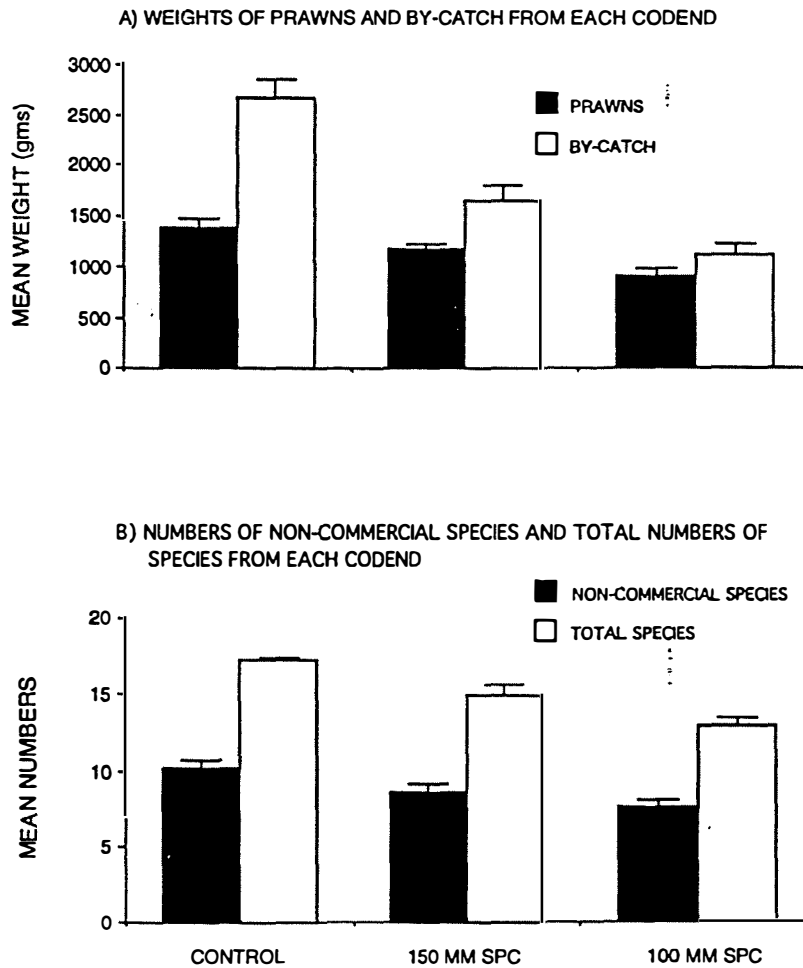 A) WEIGHTS OF PRAWNS AND BY-CATCH FROM EACH CODEND
MEAN WEIGHT (gms)
3000
2500
2000
1500
1000
500
0
PRAWNS
BY-CATCH
B) NUMBERS OF NON-COMMERCIAL SPECIES AND TOTAL NUMBERS OF
SPECIES FROM EACH CODEND
MEAN NUMBERS
20
15
10
5
0
NON-COMMERCIAL SPECIES
TOTAL SPECIES
CONTROL
150 MM SPC
100 MM SPC